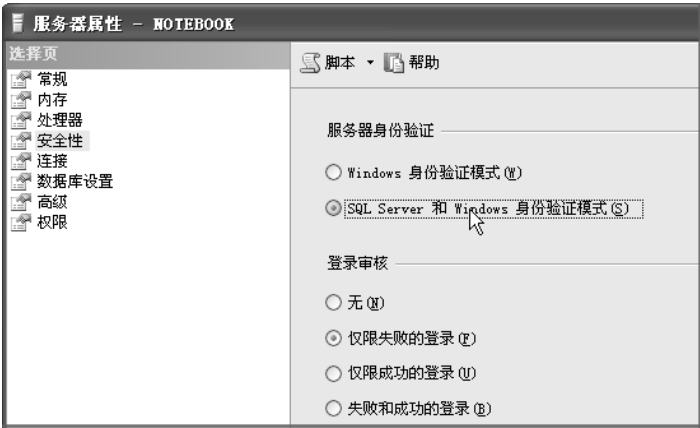 服务器属性 - NOTEBOOK
选择页
常规
内存
处理器
安全性
连接
数据库设置
高级
权限
脚本 帮助
服务器身份验证
Windows 身份验证模式(W)
SQL Server 和 Windows 身份验证模式(S)
登录审核
无(N)
仅限失败的登录(F)
仅限成功的登录(U)
失败和成功的登录(B)